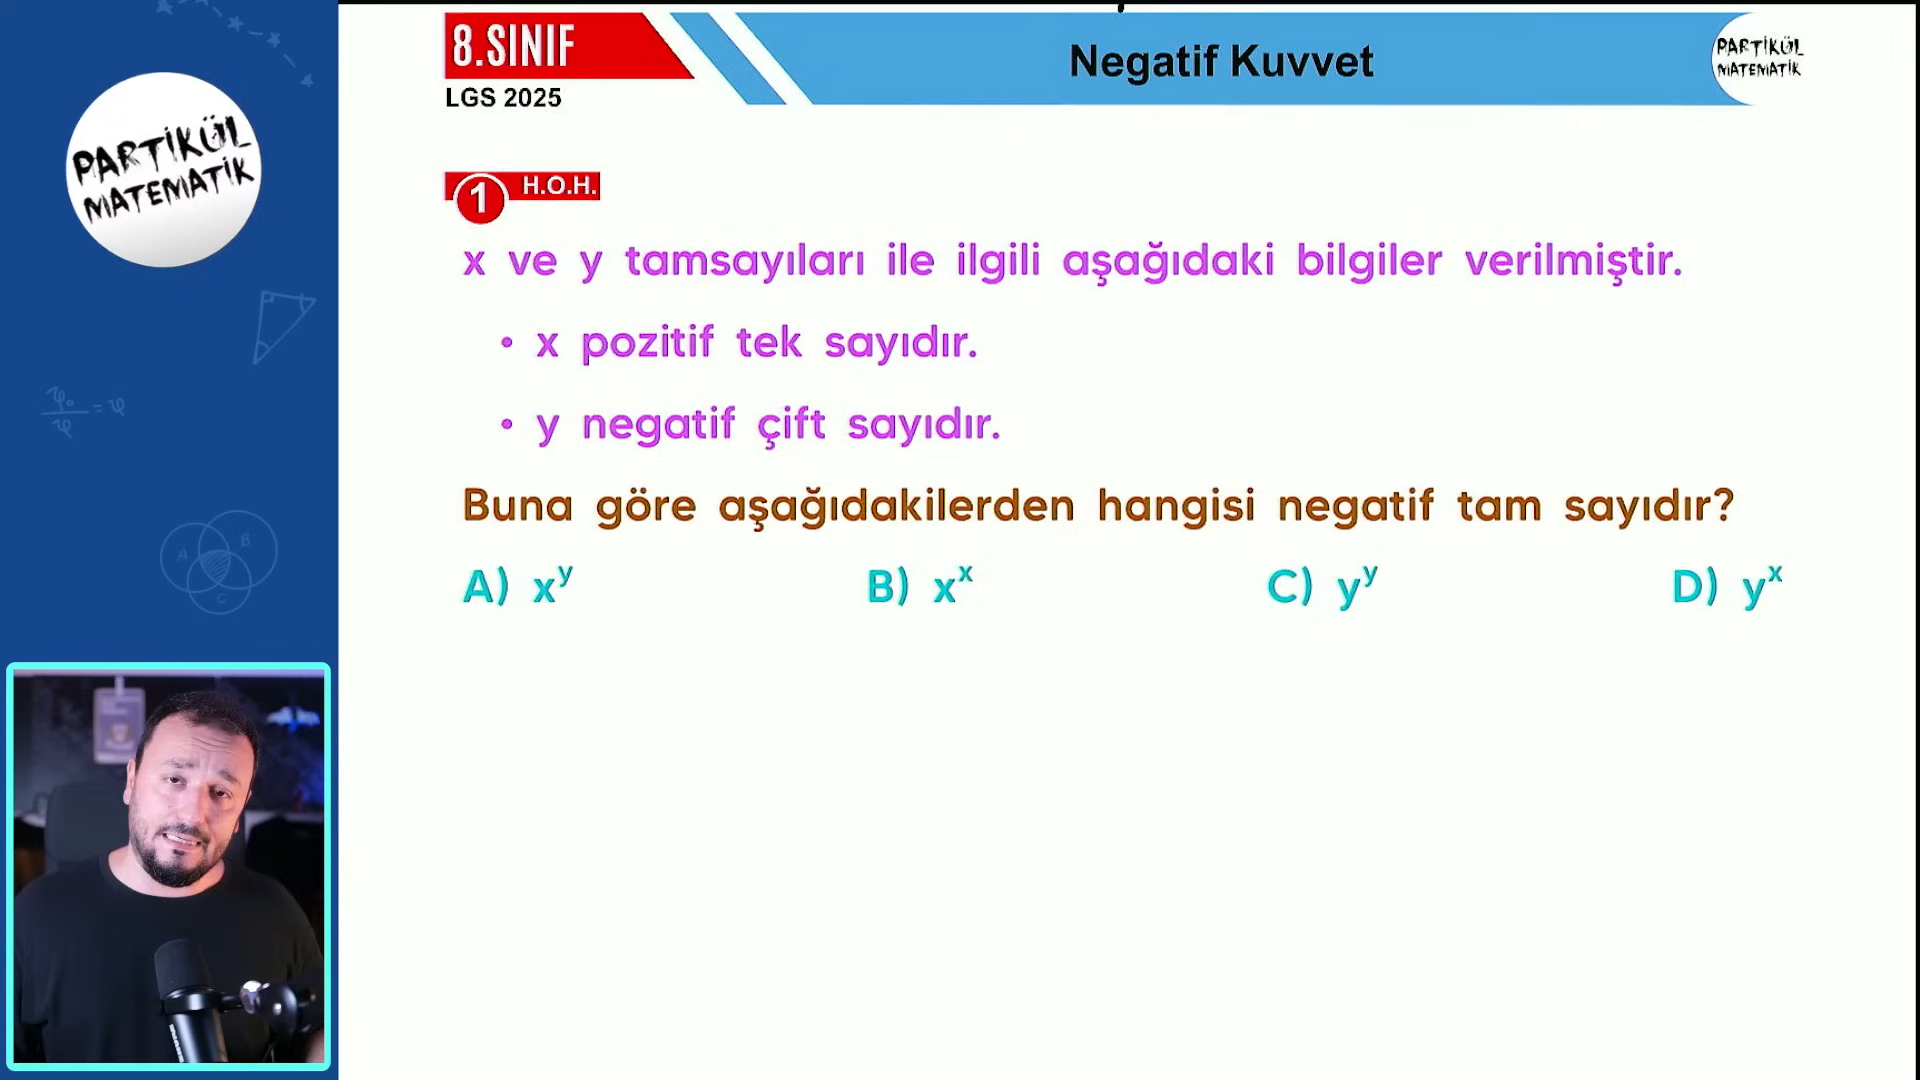 PARTİKÜL
MATEMATİK
8.SINIF
LGS 2025
Negatif Kuvvet
PARTİKÜL
MATEMATİK
1 H.O.H.
x ve y tamsayıları ile ilgili aşağıdaki bilgiler verilmiştir.
• x pozitif tek sayıdır.
• y negatif çift sayıdır.
Buna göre aşağıdakilerden hangisi negatif tam sayıdır?
A) x^y B) x^x C) y^y D) y^x
A B
C